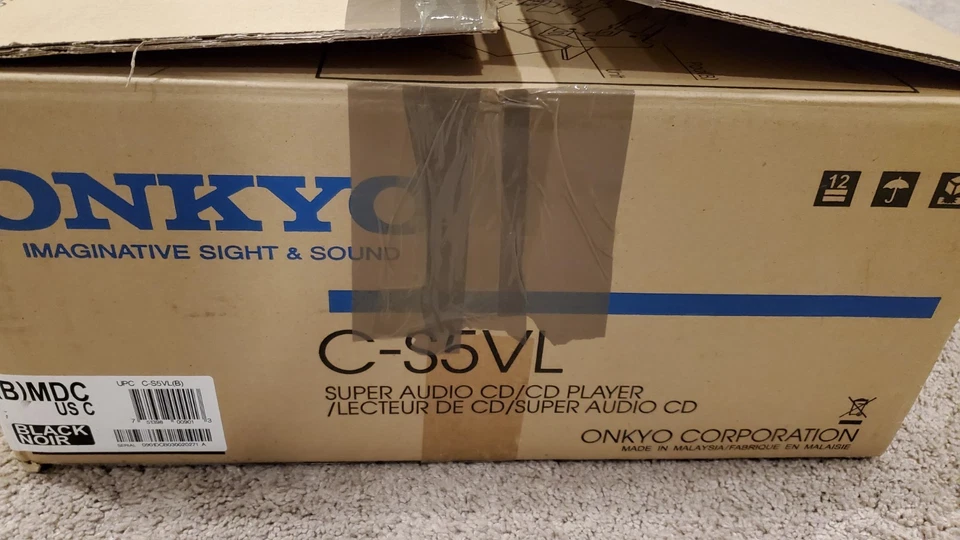 ONKYO
IMAGINATIVE SIGHT & SOUND
12
C-S5VL
SUPER AUDIO CD/CD PLAYER
/LECTEUR DE CD/SUPER AUDIO CD
ONKYO CORPORATION
MADE IN MALAYSIA/FABRIQUE EN MALAISIE
(B)MDC
US C
BLACK
NOIR
UPC C-S5VL(B)
SERIAL